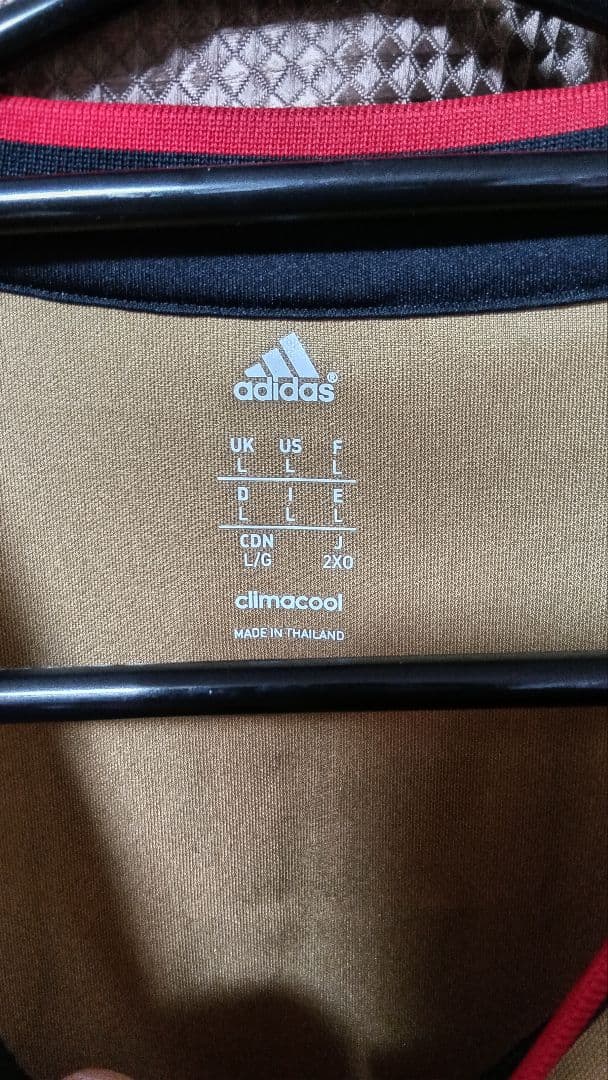 adidas®
UK US F
L L L
D I E
L L L
CDN J
L/G 2XO
climacool
MADE IN THAILAND